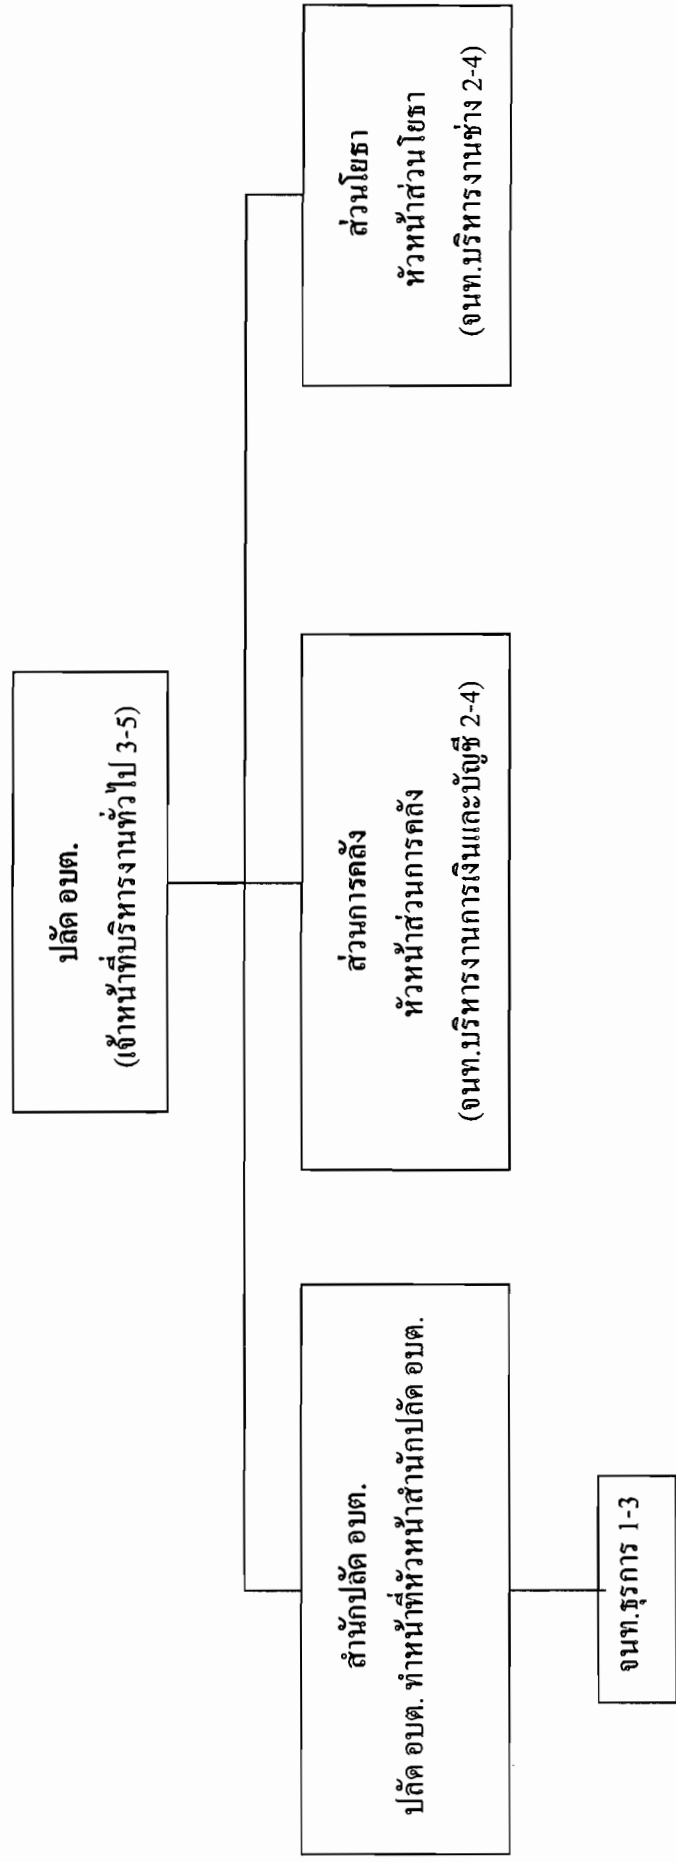 ปลัด อบต.
(เจ้าหน้าที่บริหารงานทั่วไป 3-5)
สำนักปลัด อบต.
ปลัด อบต. ทำหน้าที่หัวหน้าสำนักปลัด อบต.
ส่วนการคลัง
หัวหน้าส่วนการคลัง
(จนท.บริหารงานการเงินและบัญชี 2-4)
ส่วนโยธา
หัวหน้าส่วนโยธา
(จนท.บริหารงานช่าง 2-4)
จนท.ธุรการ 1-3